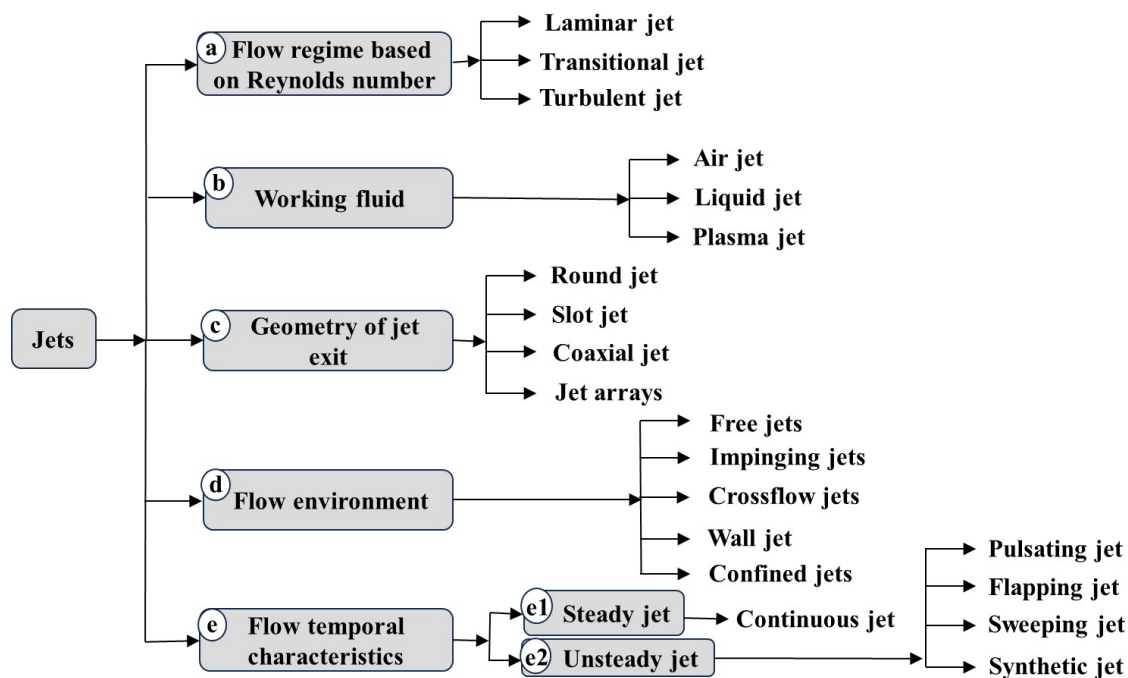 a Flow regime based
on Reynolds number
Laminar jet
Transitional jet
Turbulent jet
b Working fluid
Air jet
Liquid jet
Plasma jet
Jets
c Geometry of jet
exit
Round jet
Slot jet
Coaxial jet
Jet arrays
d Flow environment
Free jets
Impinging jets
Crossflow jets
Wall jet
Confined jets
e Flow temporal
characteristics
e1 Steady jet
Continuous jet
e2 Unsteady jet
Pulsating jet
Flapping jet
Sweeping jet
Synthetic jet